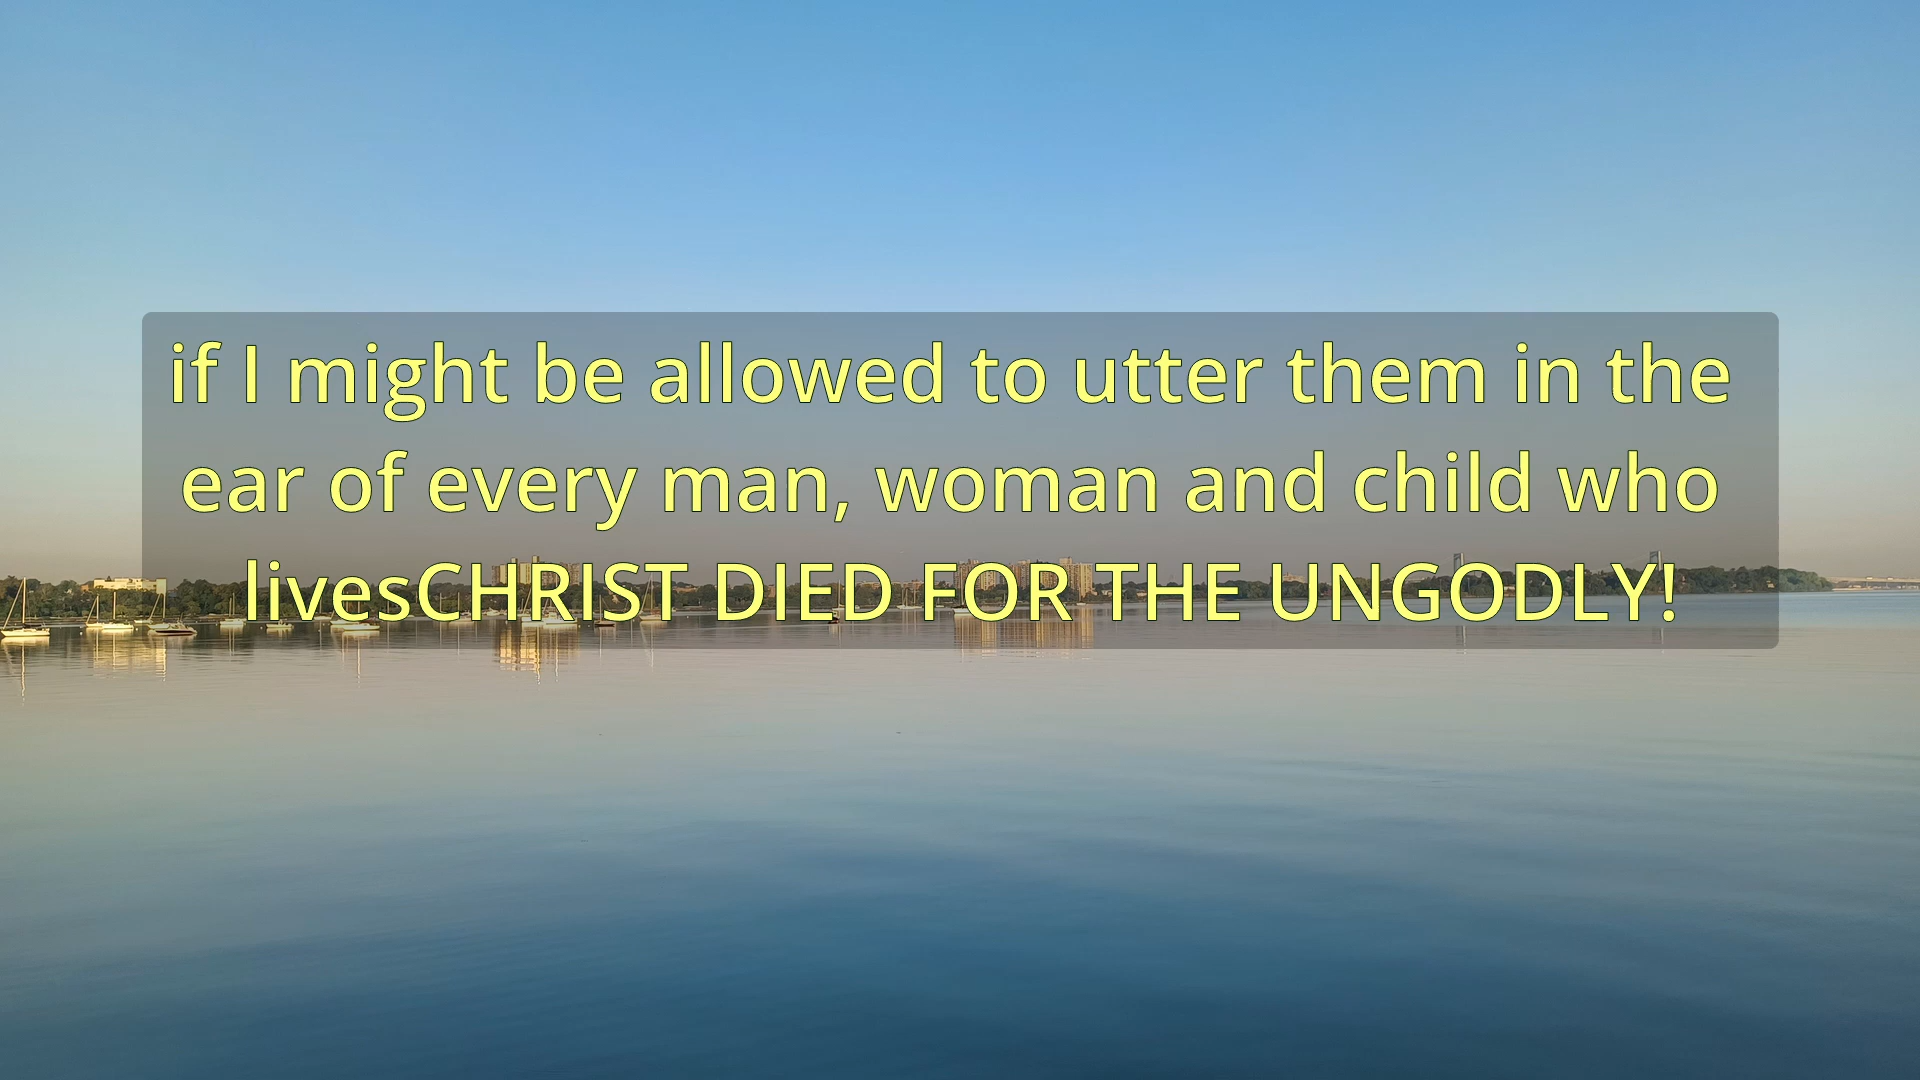 if I might be allowed to utter them in the
ear of every man, woman and child who
livesCHRIST DIED FOR THE UNGODLY!